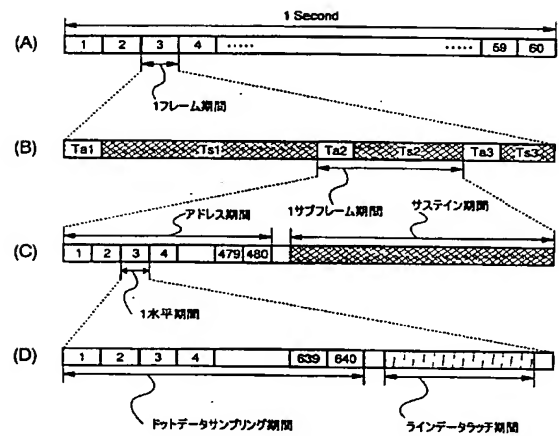 1 Second
(A) 1 2 3 4 ····· ····· 59 60
1フレーム期間
(B) Ta1 Ts1 Ta2 Ts2 Ta3 Ts3
アドレス期間 1サブフレーム期間 サステイン期間
(C) 1 2 3 4 479 480
1水平期間
(D) 1 2 3 4 639 640
ドットデータサンプリング期間 ラインデータラッチ期間